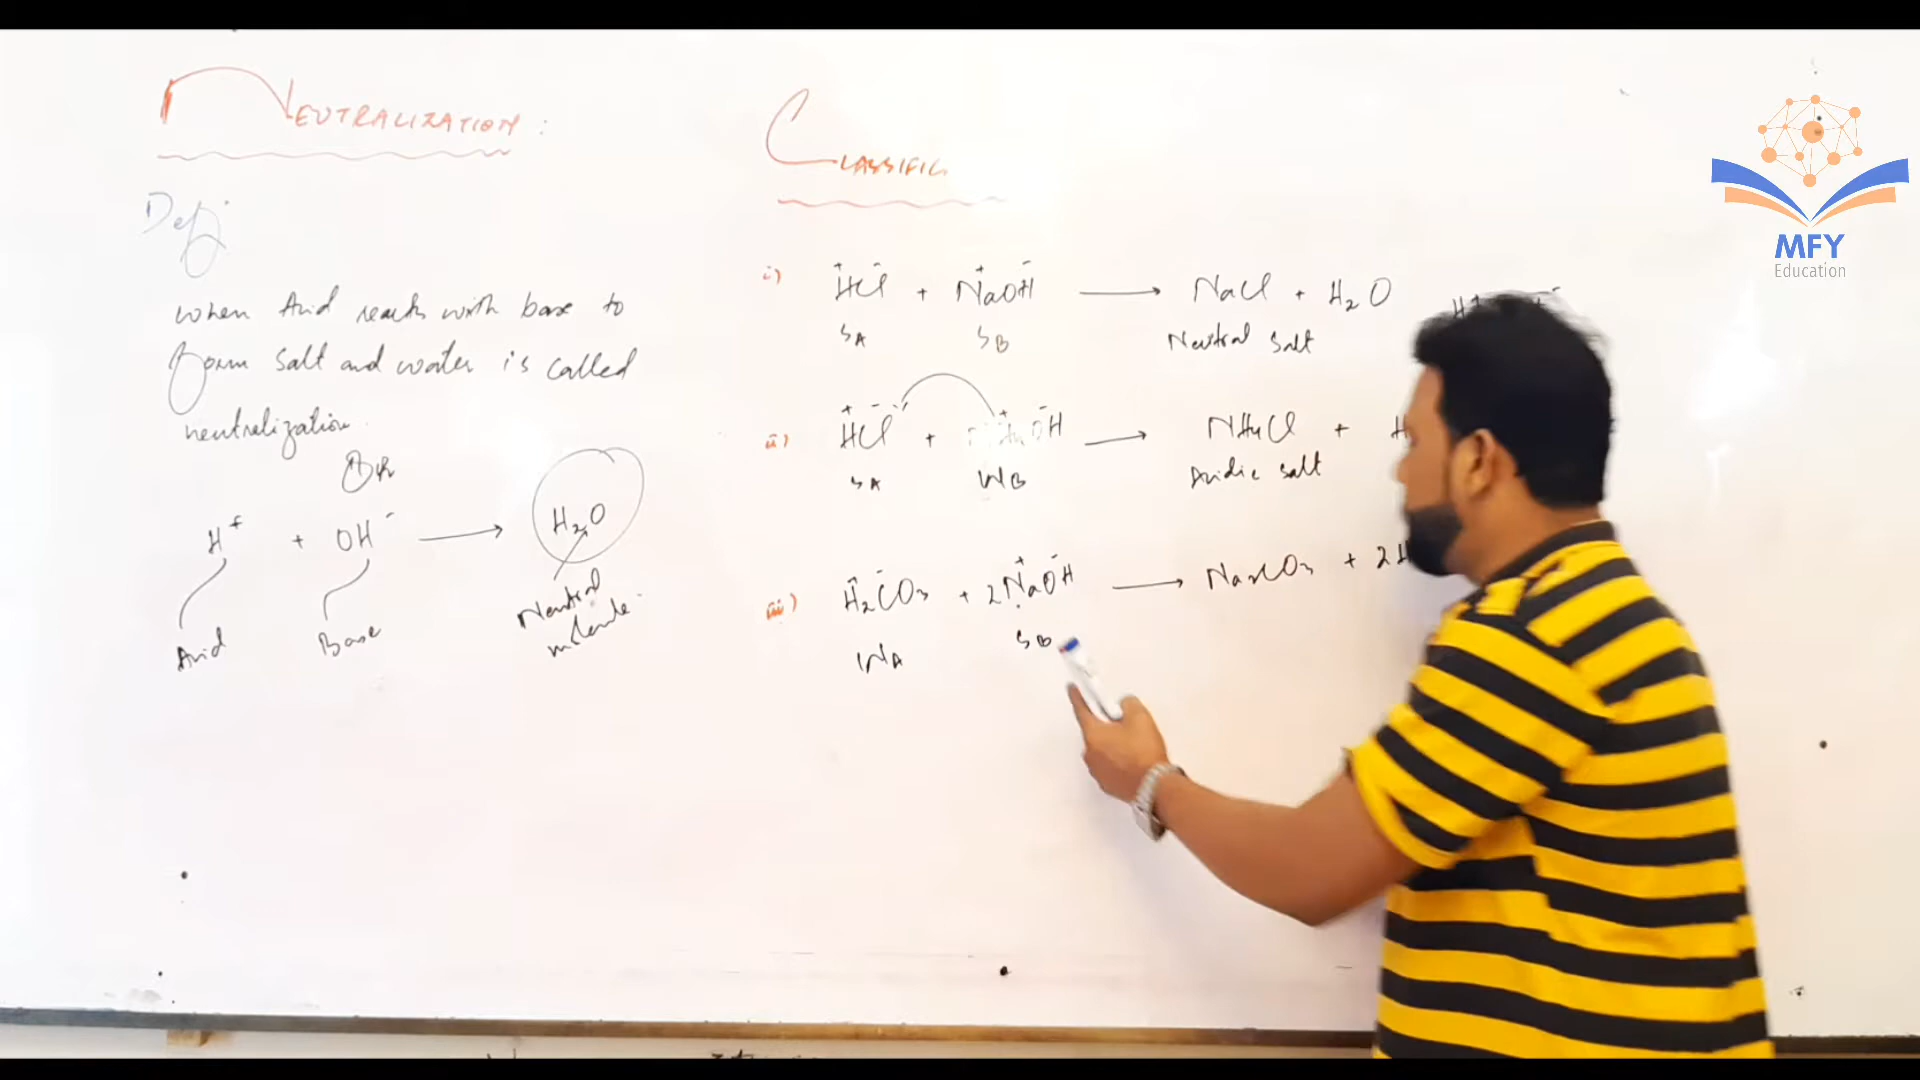 NEUTRALIZATION:
Def:
when Acid reacts with base to
form salt and water is called
neutralization.
OR
H⁺ + OH⁻ → H₂O
Acid Base Neutral
molecule.
CLASSIFIC
i) HCl + NaOH → NaCl + H₂O
SA SB Neutral salt
ii) HCl + NH₄OH → NH₄Cl + H
SA WB Acidic salt
iii) H₂CO₃ + 2NaOH → Na₂CO₃ + 2H
WA SB
MFY
Education